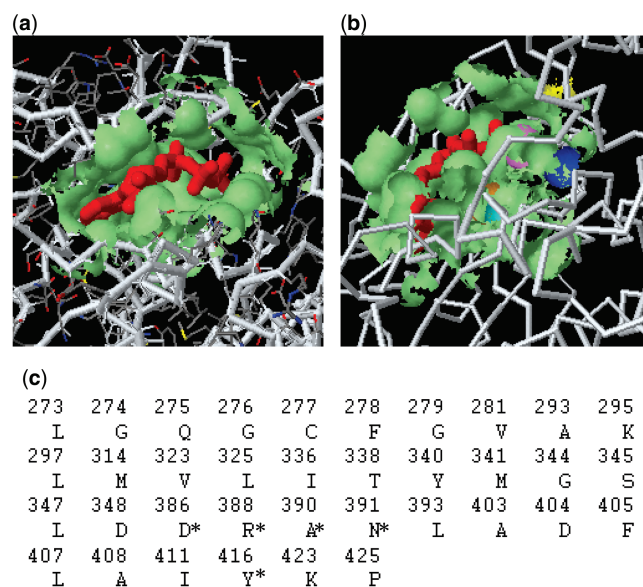 (a)
(b)
(c)
273 274 275 276 277 278 279 281 293 295
L G Q G C F G V A K
297 314 323 325 336 338 340 341 344 345
L M V L I T Y M G S
347 348 386 388 390 391 393 403 404 405
L D D* R* A* N* L A D F
407 408 411 416 423 425
L A I Y* K P